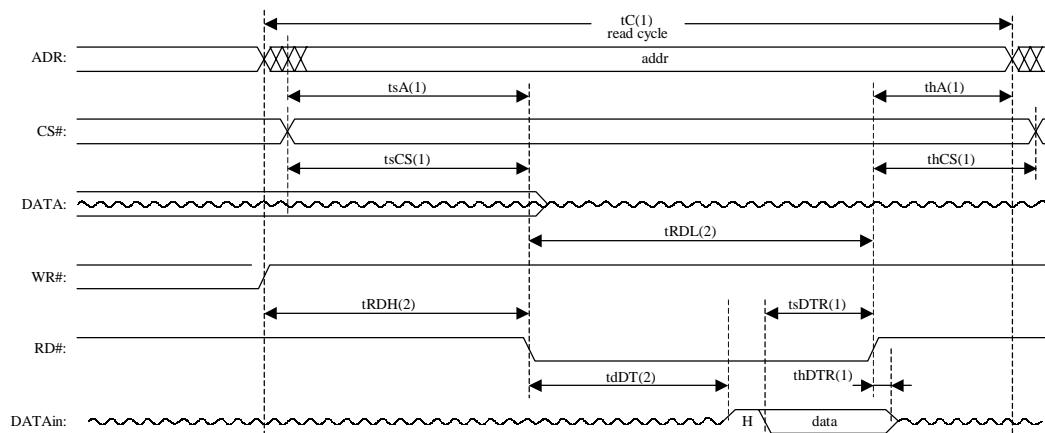 tC(1)
read cycle
ADR:
addr
tsA(1)
thA(1)
CS#:
tsCS(1)
thCS(1)
DATA:
tRDL(2)
WR#:
tRDH(2)
tsDTR(1)
RD#:
tdDT(2)
thDTR(1)
DATAin:
H
data